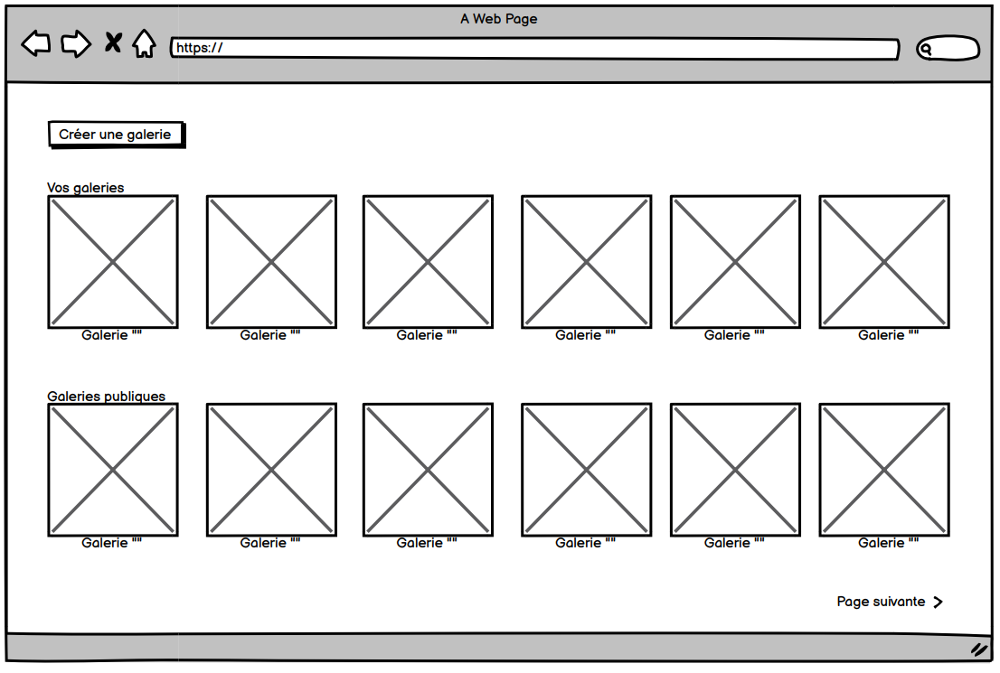 A Web Page
https://
Créer une galerie
Vos galeries
Galerie "" Galerie "" Galerie "" Galerie "" Galerie "" Galerie ""
Galeries publiques
Galerie "" Galerie "" Galerie "" Galerie "" Galerie "" Galerie ""
Page suivante